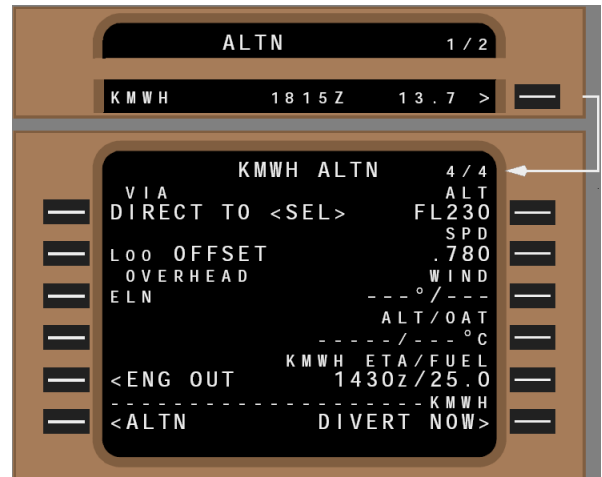 ALTN 1/2
KMWH 1815Z 13.7 >
KMWH ALTN 4/4
VIA ALT
DIRECT TO <SEL> FL230
SPD
L00 OFFSET .780
OVERHEAD WIND
ELN ---°/---
ALT/OAT
-----/---°C
KMWH ETA/FUEL
<ENG OUT 1430z/25.0
------------------KMWH
<ALTN DIVERT NOW>